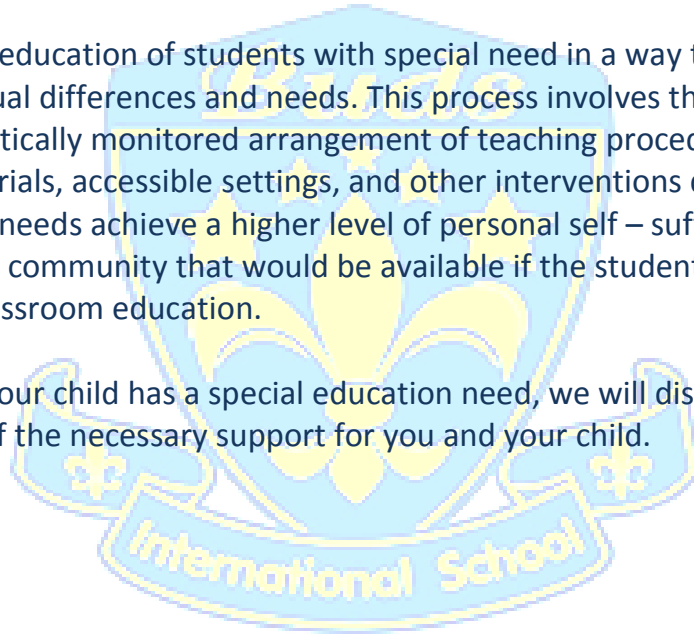 education of students with special need in a way t
Buds
ual differences and needs. This process involves th
tically monitored arrangement of teaching proced
rials, accessible settings, and other interventions
needs achieve a higher level of personal self – suf
community that would be available if the student
ssroom education.
our child has a special education need, we will dis
f the necessary support for you and your child.
International School